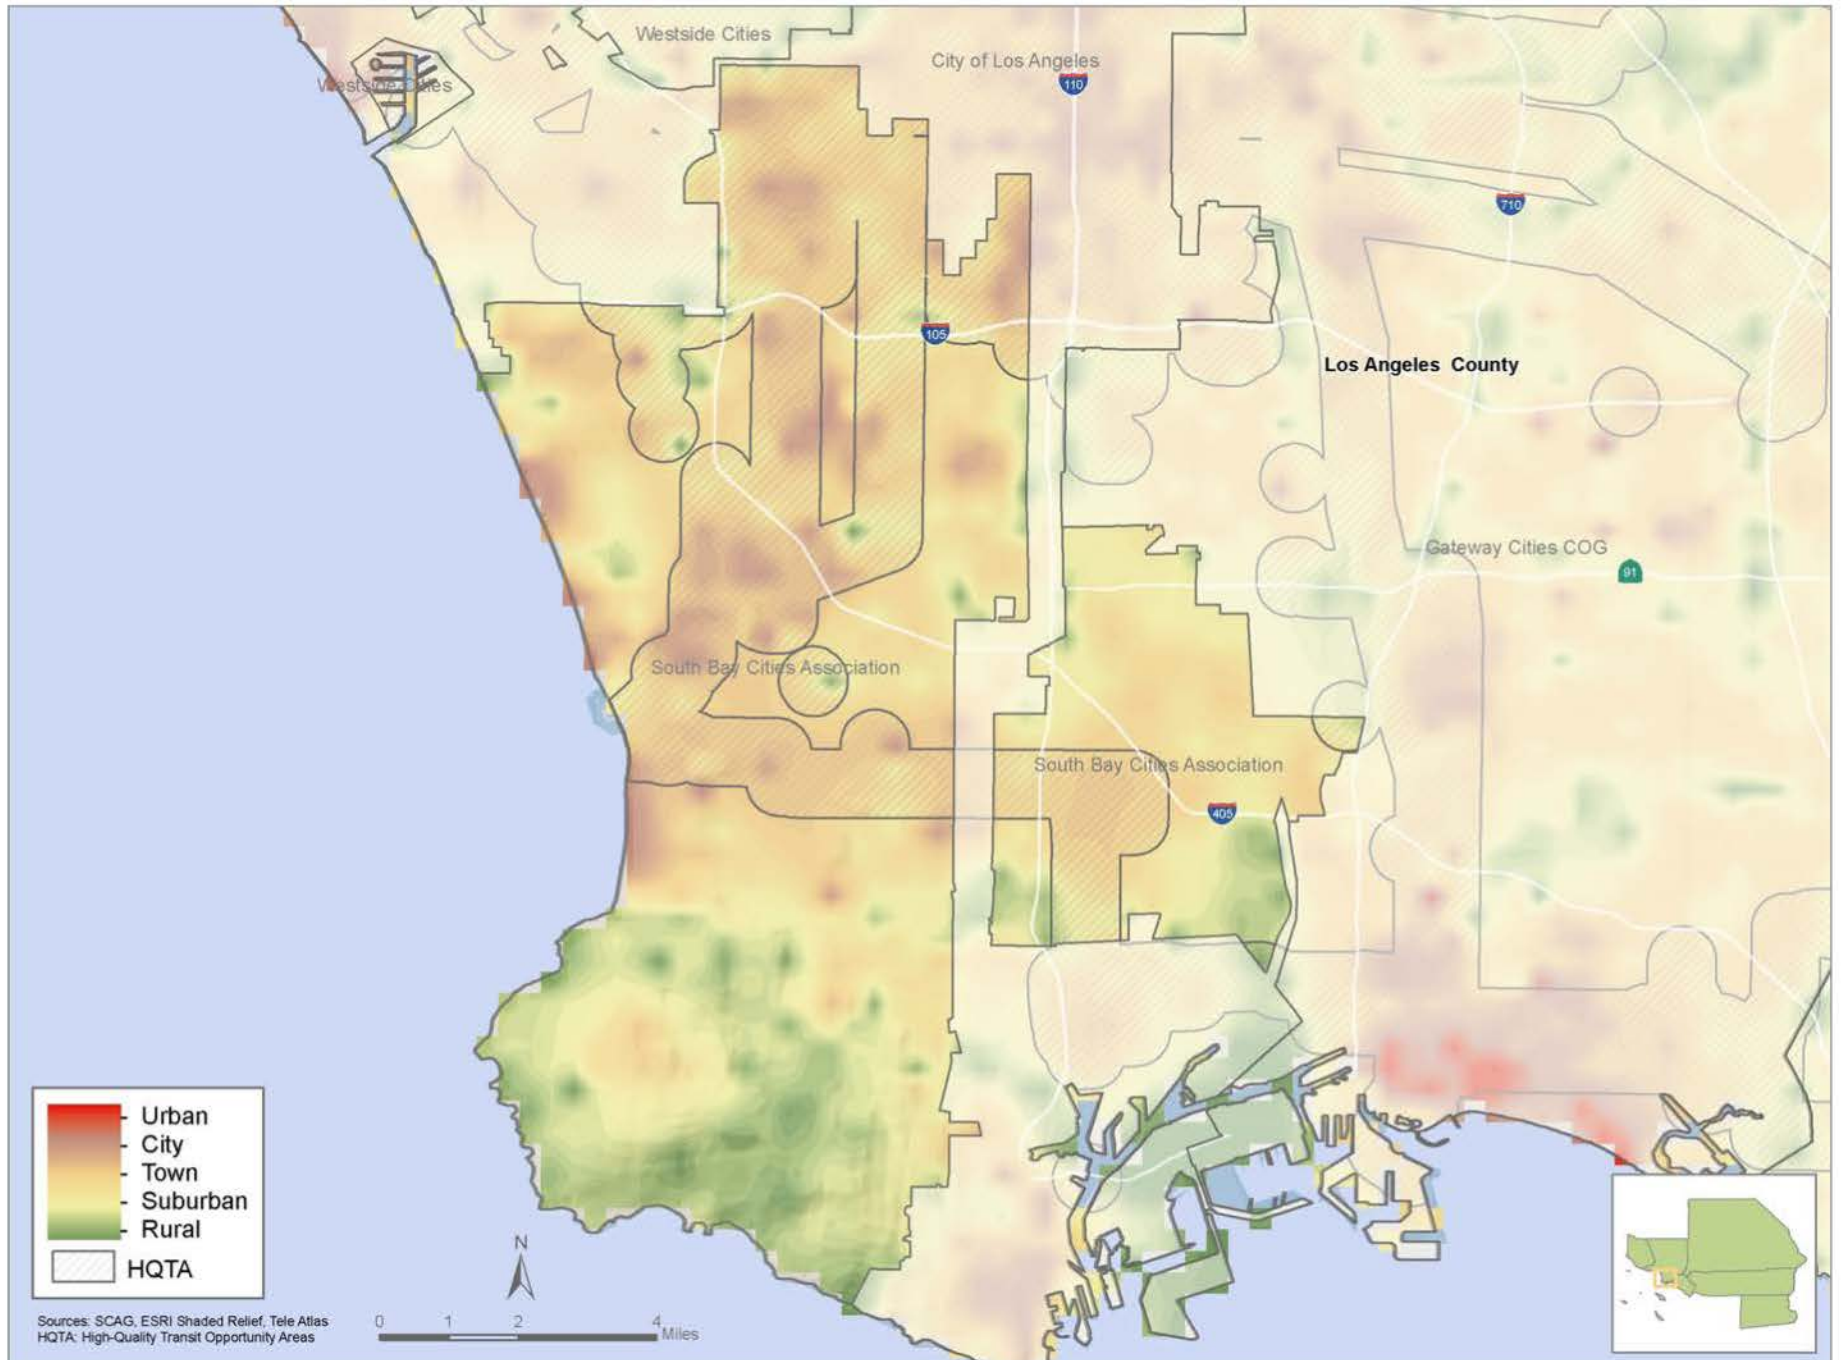 Westside Cities
City of Los Angeles
110
Westside Cities
710
105
Los Angeles County
Gateway Cities COG
91
South Bay Cities Association
South Bay Cities Association
405
Urban
City
Town
Suburban
Rural
HQTA
N
0 1 2 4
Miles
Sources: SCAG, ESRI Shaded Relief, Tele Atlas
HQTA: High-Quality Transit Opportunity Areas